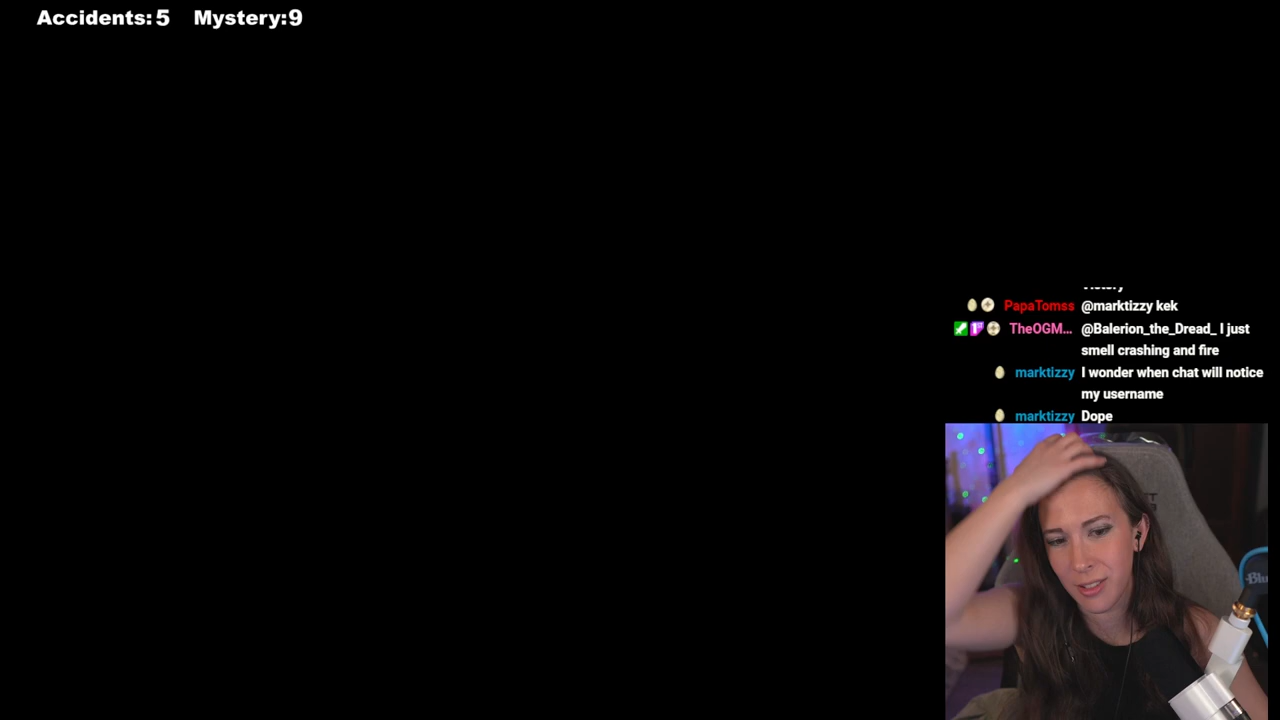 Accidents: 5 Mystery:9
PapaTomss @marktizzy kek
TheOGM... @Balerion_the_Dread_ I just
smell crashing and fire
marktizzy I wonder when chat will notice
my username
marktizzy Dope
Blu